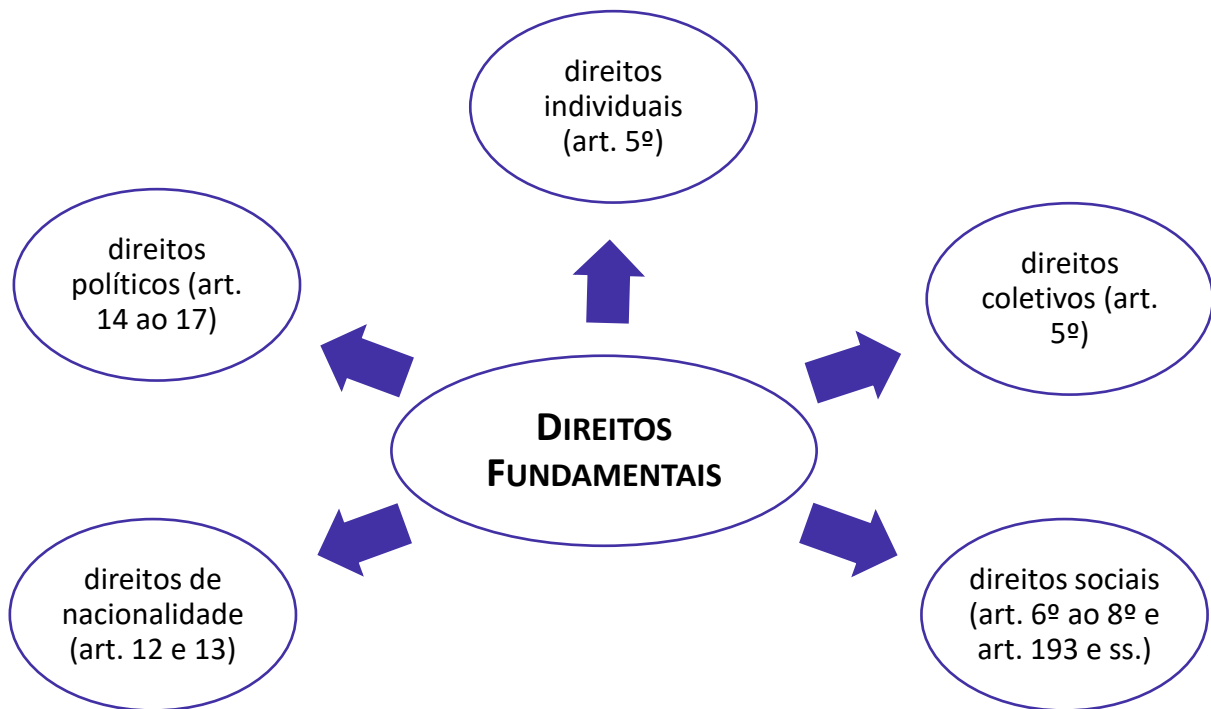 direitos
individuais
(art. 5º)
direitos
políticos (art.
14 ao 17)
direitos
coletivos (art.
5º)
DIREITOS
FUNDAMENTAIS
direitos de
nacionalidade
(art. 12 e 13)
direitos sociais
(art. 6º ao 8º e
art. 193 e ss.)